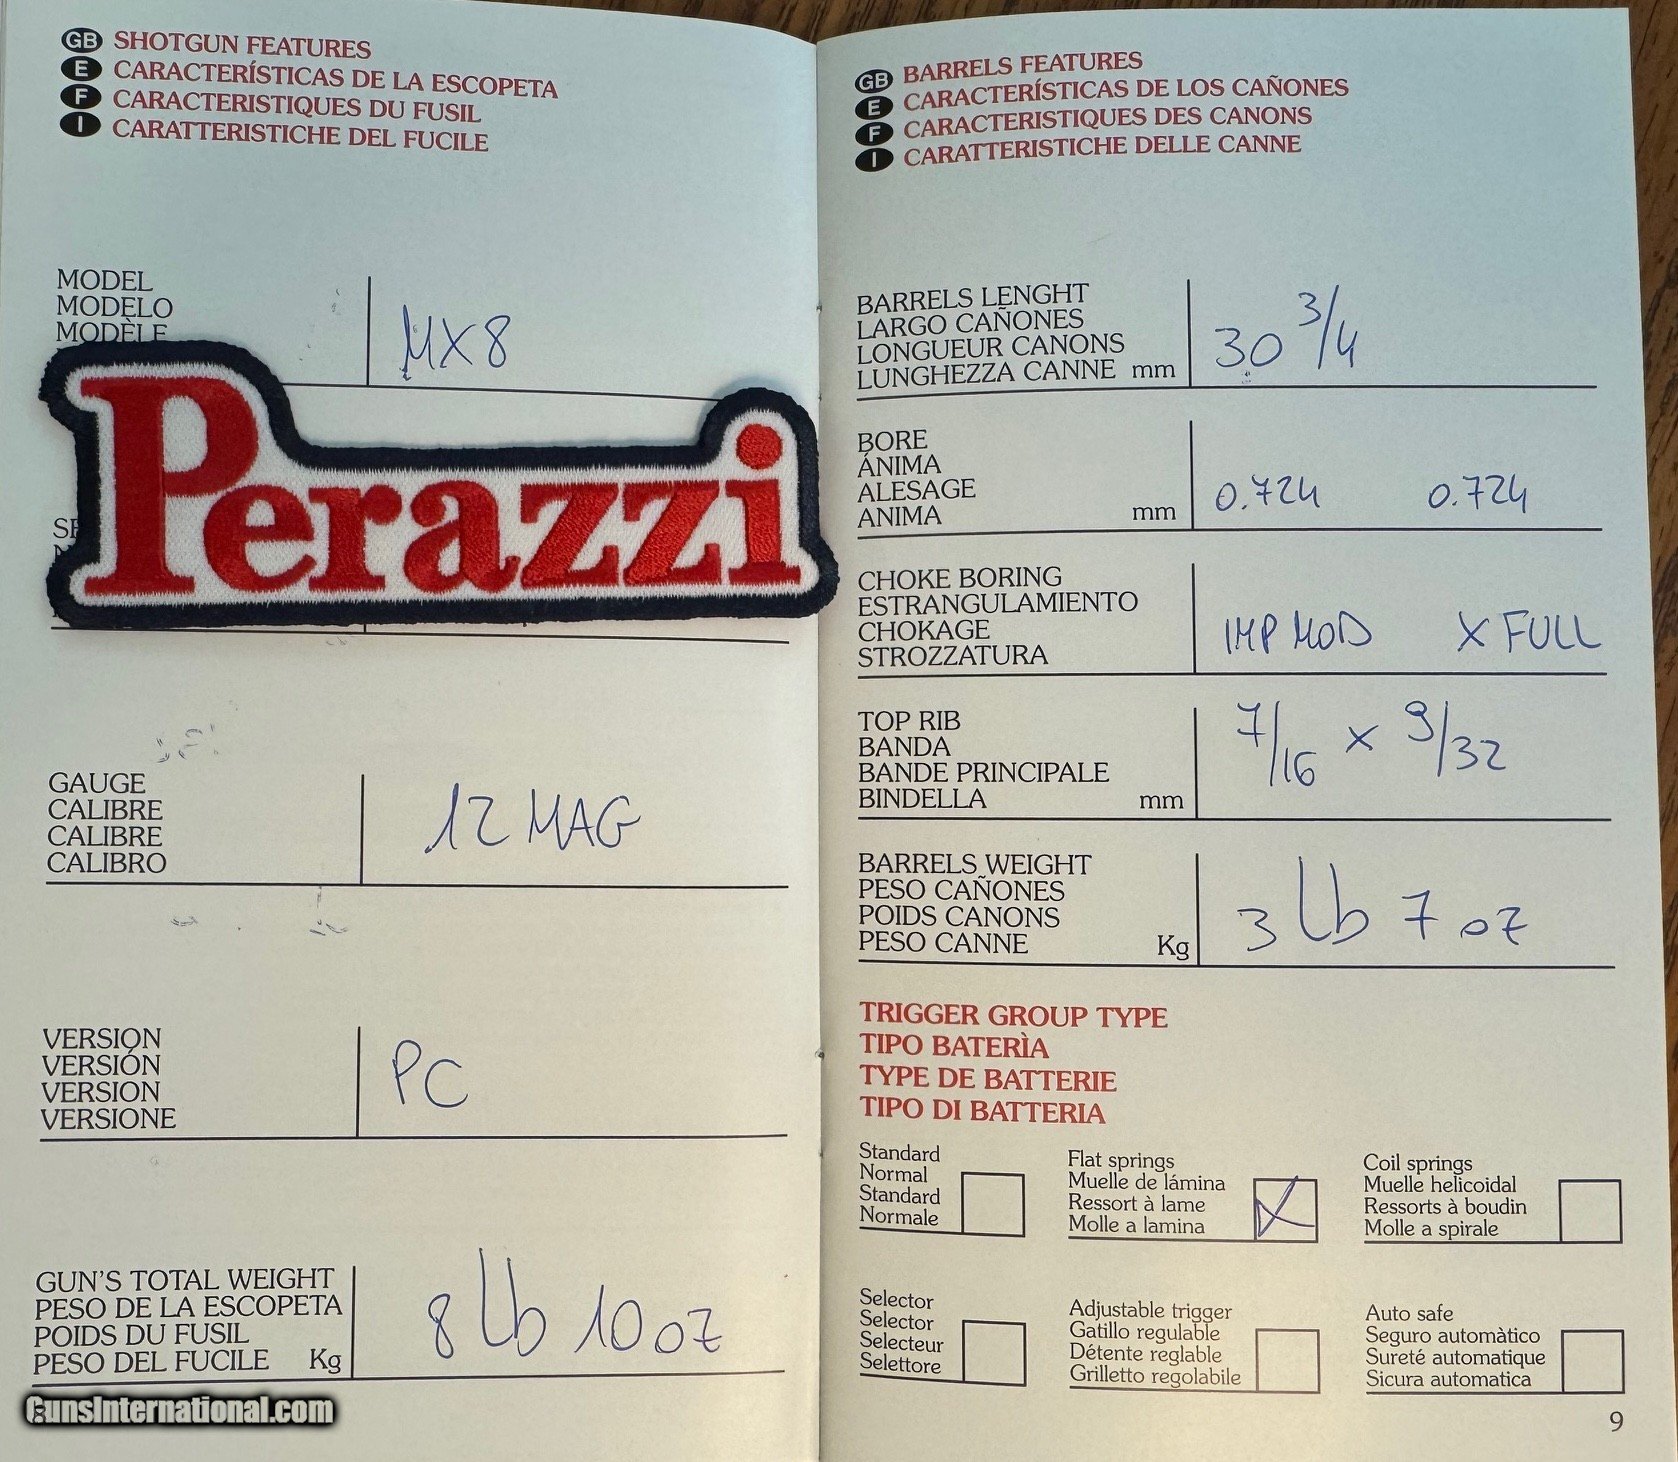 GB SHOTGUN FEATURES
E CARACTERÍSTICAS DE LA ESCOPETA
F CARACTERISTIQUES DU FUSIL
I CARATTERISTICHE DEL FUCILE
MODEL
MODELO
MODÈLE
MX8
Perazzi
GAUGE
CALIBRE
CALIBRE
CALIBRO
12 MAG
VERSION
VERSIÓN
VERSION
VERSIONE
PC
GUN'S TOTAL WEIGHT
PESO DE LA ESCOPETA
POIDS DU FUSIL
PESO DEL FUCILE Kg
8 Lb 10 oz
GunsInternational.com
GB BARRELS FEATURES
E CARACTERÍSTICAS DE LOS CAÑONES
F CARACTERISTIQUES DES CANONS
I CARATTERISTICHE DELLE CANNE
BARRELS LENGHT
LARGO CAÑONES
LONGUEUR CANONS
LUNGHEZZA CANNE mm
30 3/4
BORE
ÁNIMA
ALESAGE
ANIMA mm
0.724 0.724
CHOKE BORING
ESTRANGULAMIENTO
CHOKAGE
STROZZATURA
IMP MOD X FULL
TOP RIB
BANDA
BANDE PRINCIPALE
BINDELLA mm
7/16 x 9/32
BARRELS WEIGHT
PESO CAÑONES
POIDS CANONS
PESO CANNE Kg
3 Lb 7 oz
TRIGGER GROUP TYPE
TIPO BATERÌA
TYPE DE BATTERIE
TIPO DI BATTERIA
Standard
Normal
Standard
Normale
Flat springs
Muelle de lámina
Ressort à lame
Molle a lamina
Coil springs
Muelle helicoidal
Ressorts à boudin
Molle a spirale
Selector
Selector
Selecteur
Selettore
Adjustable trigger
Gatillo regulable
Détente reglable
Grilletto regolabile
Auto safe
Seguro automàtico
Sureté automatique
Sicura automatica
9